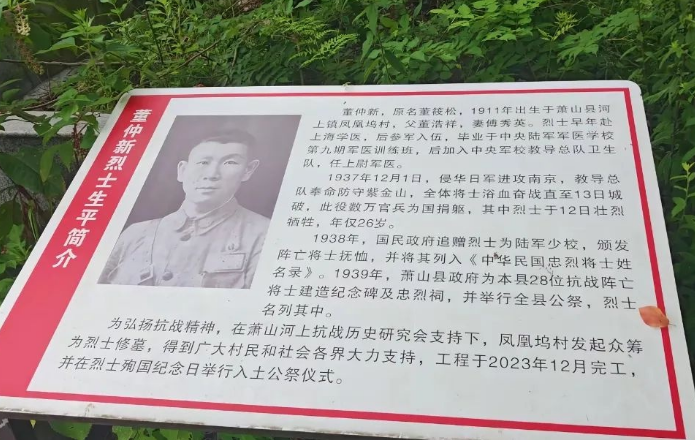 董仲新烈士生平简介
董仲新，原名董筱松，1911年出生于萧山县河
上镇凤凰坞村，父董浩祥，妻傅秀英。烈士早年赴
上海学医，后参军入伍，毕业于中央陆军军医学校
第九期军医训练班，后加入中央军校教导总队卫生
队，任上尉军医。
1937年12月1日，侵华日军进攻南京，教导总
队奉命防守紫金山，全体将士浴血奋战直至13日城
破，此役数万官兵为国捐躯，其中烈士于12日壮烈
牺牲，年仅26岁。
1938年，国民政府追赠烈士为陆军少校，颁发
阵亡将士抚恤，并将其列入《中华民国忠烈将士姓
名录》。1939年，萧山县政府为本县28位抗战阵亡
将士建造纪念碑及忠烈祠，并举行全县公祭，烈士
名列其中。
为弘扬抗战精神，在萧山河上抗战历史研究会支持下，凤凰坞村发起众筹
为烈士修墓，得到广大村民和社会各界大力支持，工程于2023年12月完工，
并在烈士殉国纪念日举行入土公祭仪式。